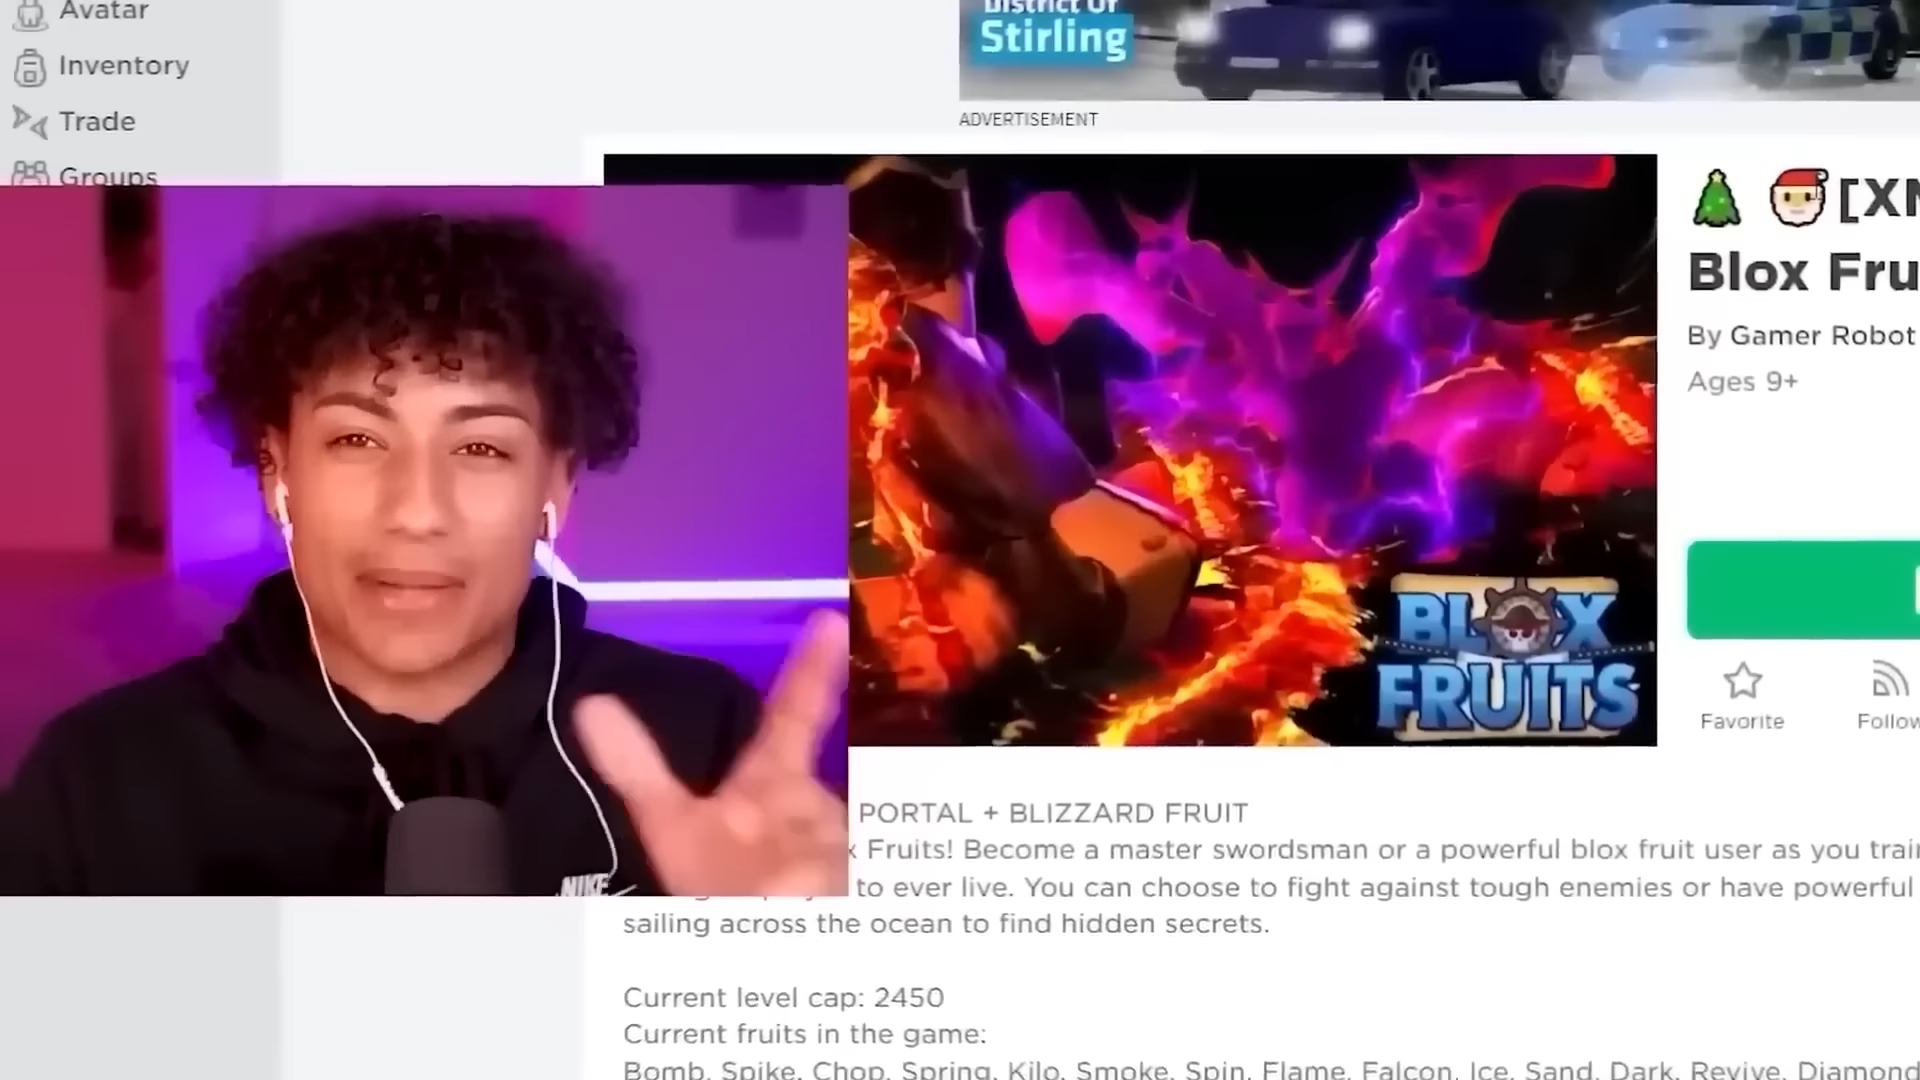 Avatar
Inventory
Trade
Groups
District Of
Stirling
ADVERTISEMENT
Blox Fru
By Gamer Robot
Ages 9+
BLOX
FRUITS
Favorite
Follow
NIKE
PORTAL + BLIZZARD FRUIT
x Fruits! Become a master swordsman or a powerful blox fruit user as you train
to ever live. You can choose to fight against tough enemies or have powerful
sailing across the ocean to find hidden secrets.
Current level cap: 2450
Current fruits in the game:
Bomb, Spike, Chop, Spring, Kilo, Smoke, Spin, Flame, Falcon, Ice, Sand, Dark, Revive, Diamond